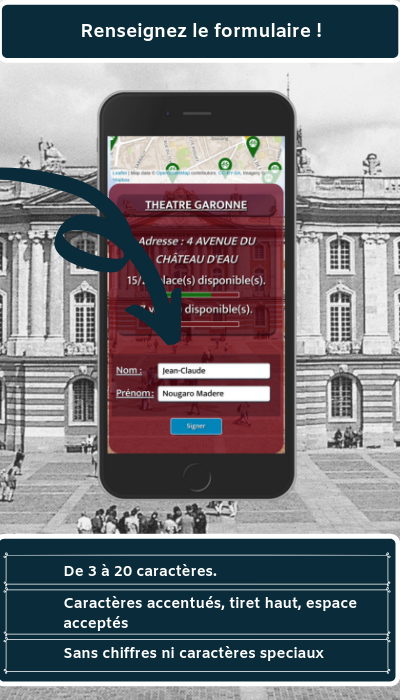 Renseignez le formulaire !
Leaflet | Map data © OpenStreetMap contributors, CC-BY-SA, Imagery ©
Mapbox
THEATRE GARONNE
Adresse : 4 AVENUE DU
CHÂTEAU D'EAU
15/ place(s) disponible(s).
disponible(s).
Nom :
Jean-Claude
Prénom :
Nougaro Madere
Signer
De 3 à 20 caractères.
Caractères accentués, tiret haut, espace
acceptés
Sans chiffres ni caractères speciaux